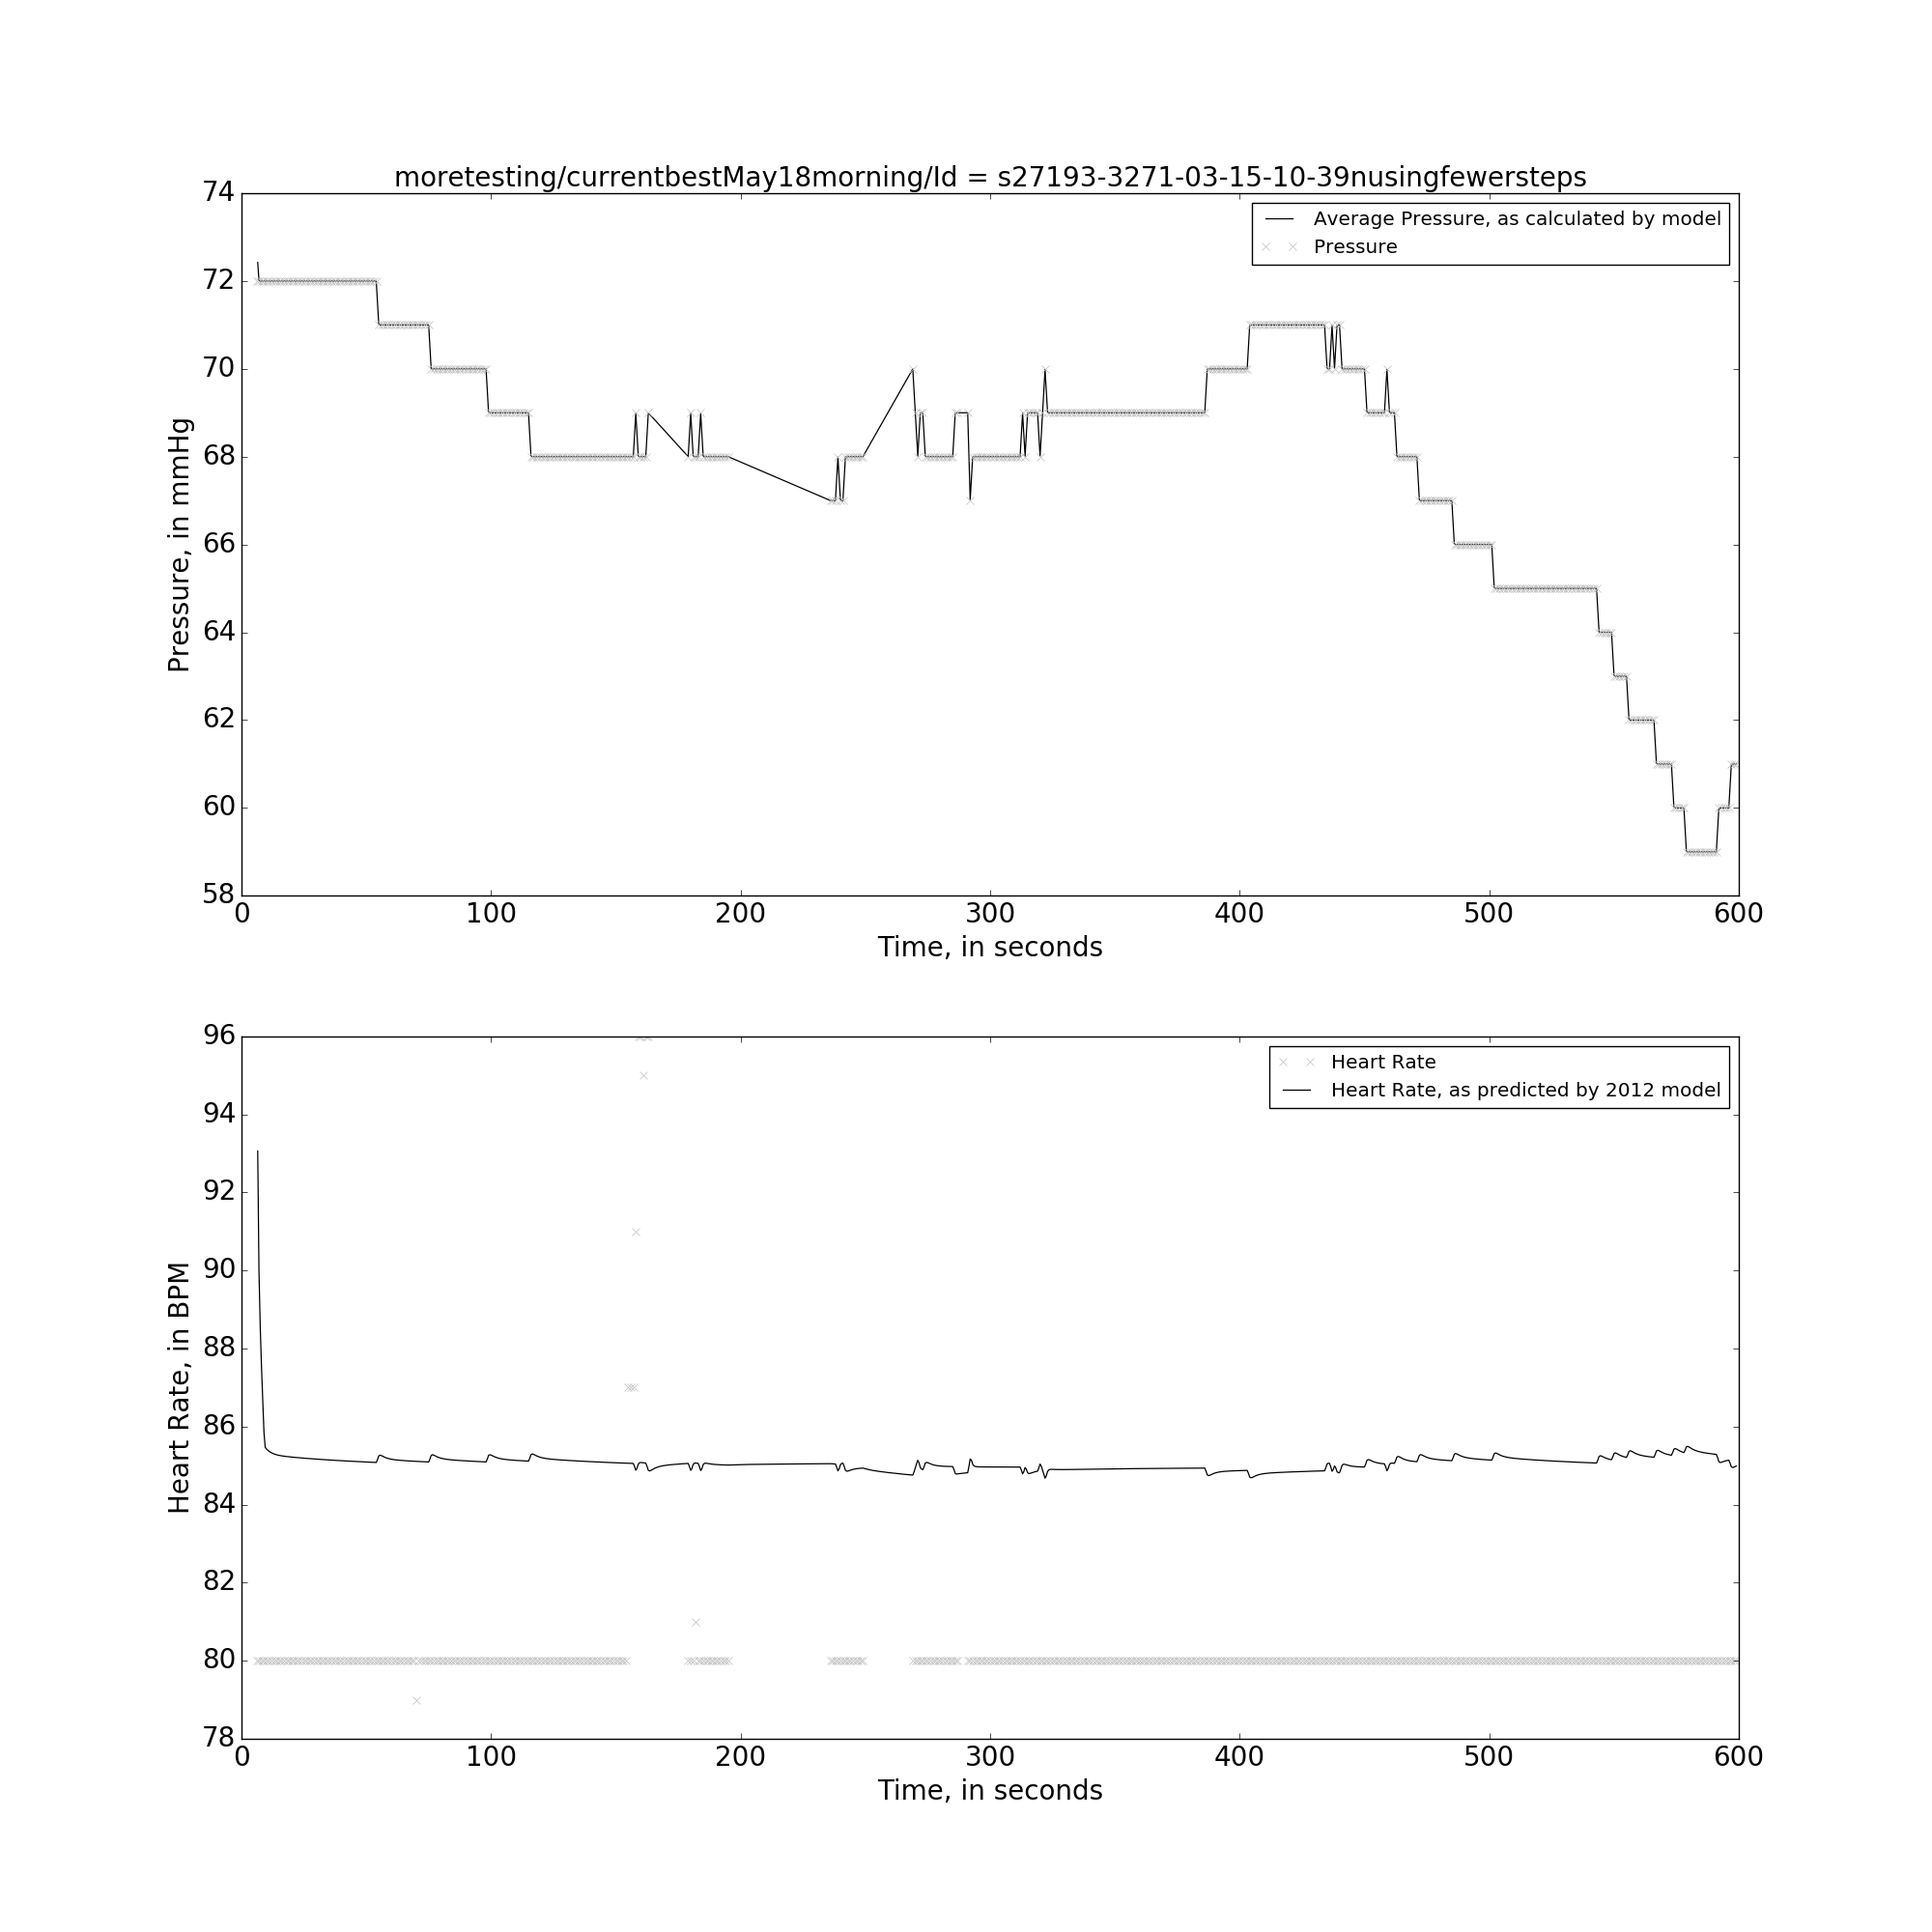 moretesting/currentbestMay18morning/Id = s27193-3271-03-15-10-39nusingfewersteps
74
72
70
68
66
64
62
60
58
Pressure, in mmHg
Average Pressure, as calculated by model
Pressure
0 100 200 300 400 500 600
Time, in seconds
96
94
92
90
88
86
84
82
80
78
Heart Rate, in BPM
Heart Rate
Heart Rate, as predicted by 2012 model
0 100 200 300 400 500 600
Time, in seconds